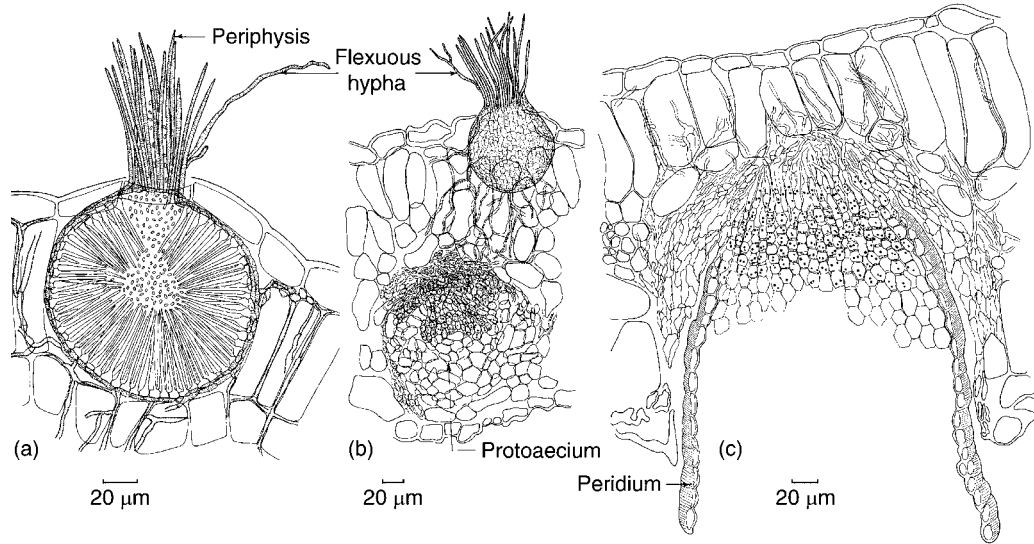 Periphysis
Flexuous
hypha
(a)
(b)
Protoaecium
(c)
Peridium
20 μm
20 μm
20 μm